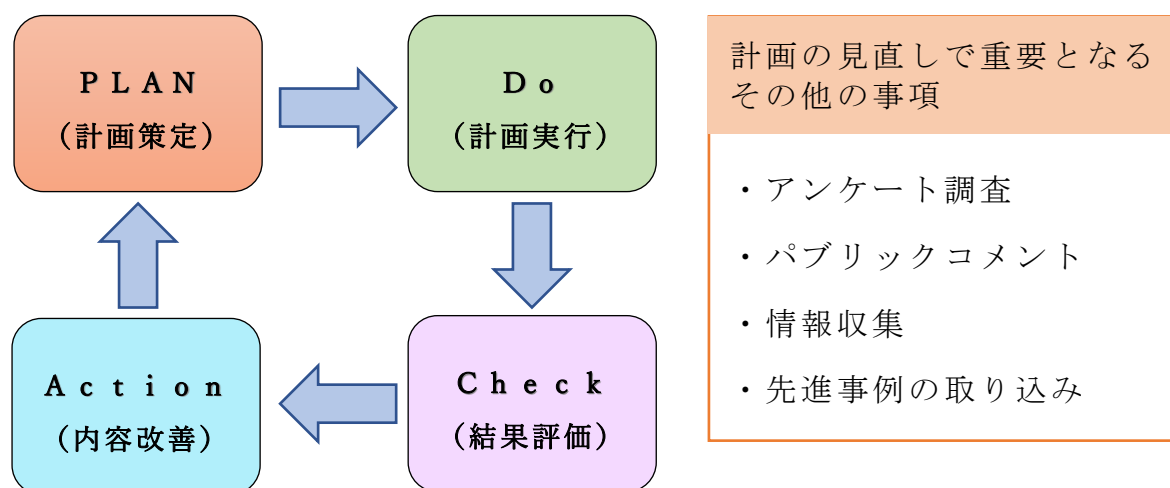 PLAN
(計画策定)
Do
(計画実行)
Action
(内容改善)
Check
(結果評価)
計画の見直しで重要となる
その他の事項
・アンケート調査
・パブリックコメント
・情報収集
・先進事例の取り込み